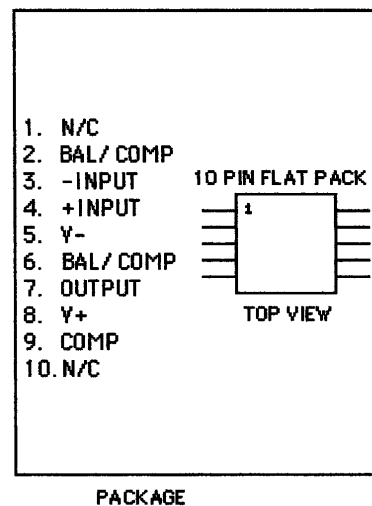 1. N/C
2. BAL/COMP
3. -INPUT
4. +INPUT
5. V-
6. BAL/COMP
7. OUTPUT
8. V+
9. COMP
10. N/C
10 PIN FLAT PACK
1
TOP VIEW
PACKAGE